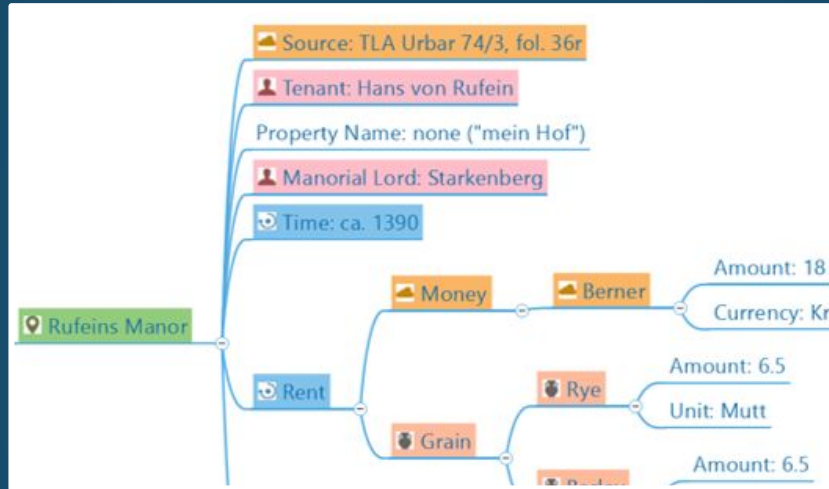 Source: TLA Urbar 74/3, fol. 36r
Tenant: Hans von Rufein
Property Name: none ("mein Hof")
Manorial Lord: Starkenberg
Time: ca. 1390
Rufeins Manor
Rent
Money
Berner
Amount: 18
Currency: Kr
Grain
Rye
Amount: 6.5
Unit: Mutt
Amount: 6.5